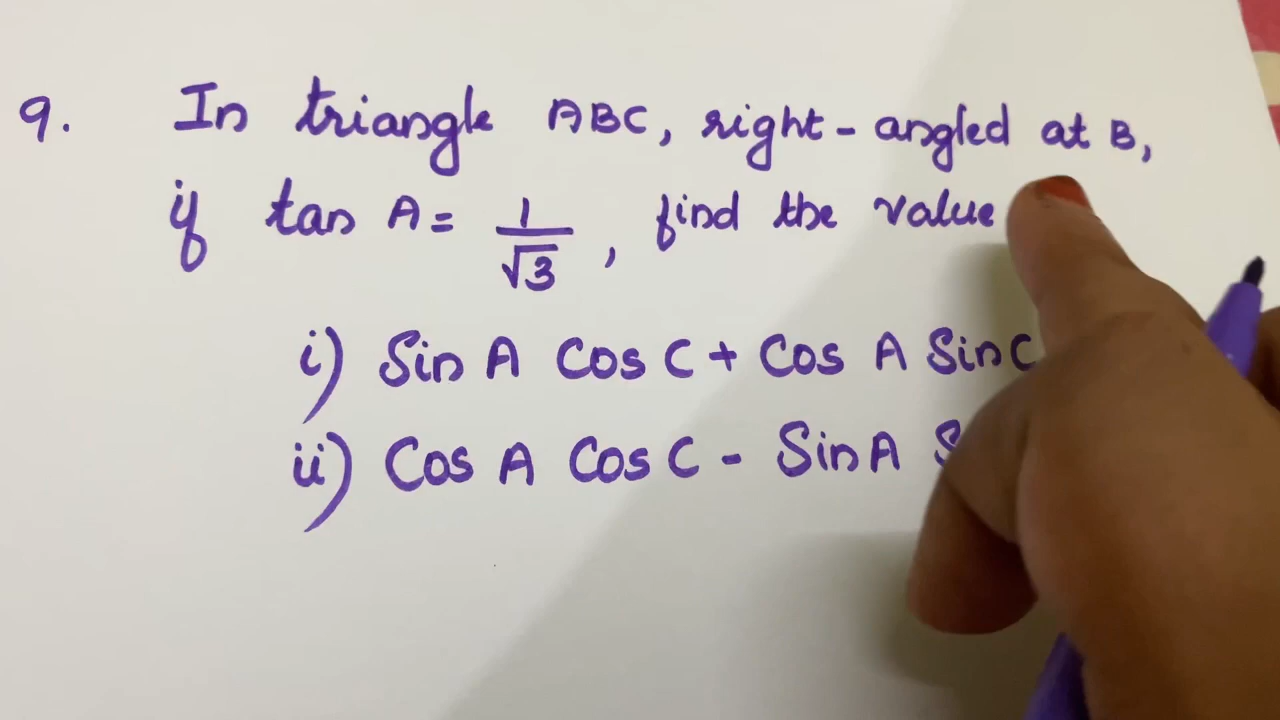 9. In triangle ABC, right-angled at B,
if tan A = 1/√3, find the value
i) Sin A Cos C + Cos A Sin C
ii) Cos A Cos C - Sin A